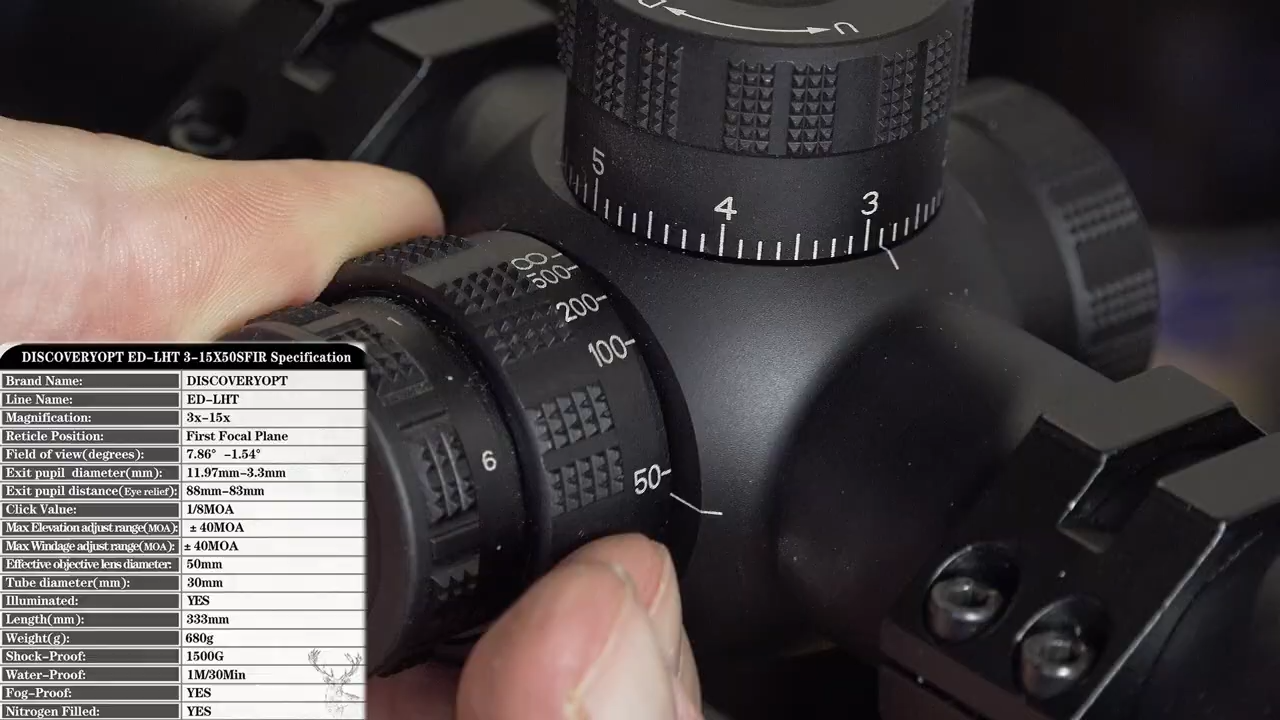 U
5
4
3
∞
500
200
100
50
6
DISCOVERYOPT ED-LHT 3-15X50SFIR Specification
Brand Name: DISCOVERYOPT
Line Name: ED-LHT
Magnification: 3x-15x
Reticle Position: First Focal Plane
Field of view(degrees): 7.86° -1.54°
Exit pupil diameter(mm): 11.97mm-3.3mm
Exit pupil distance(Eye relief): 88mm-83mm
Click Value: 1/8MOA
Max Elevation adjust range(MOA): ± 40MOA
Max Windage adjust range(MOA): ± 40MOA
Effective objective lens diameter: 50mm
Tube diameter(mm): 30mm
Illuminated: YES
Length(mm): 333mm
Weight(g): 680g
Shock-Proof: 1500G
Water-Proof: 1M/30Min
Fog-Proof: YES
Nitrogen Filled: YES